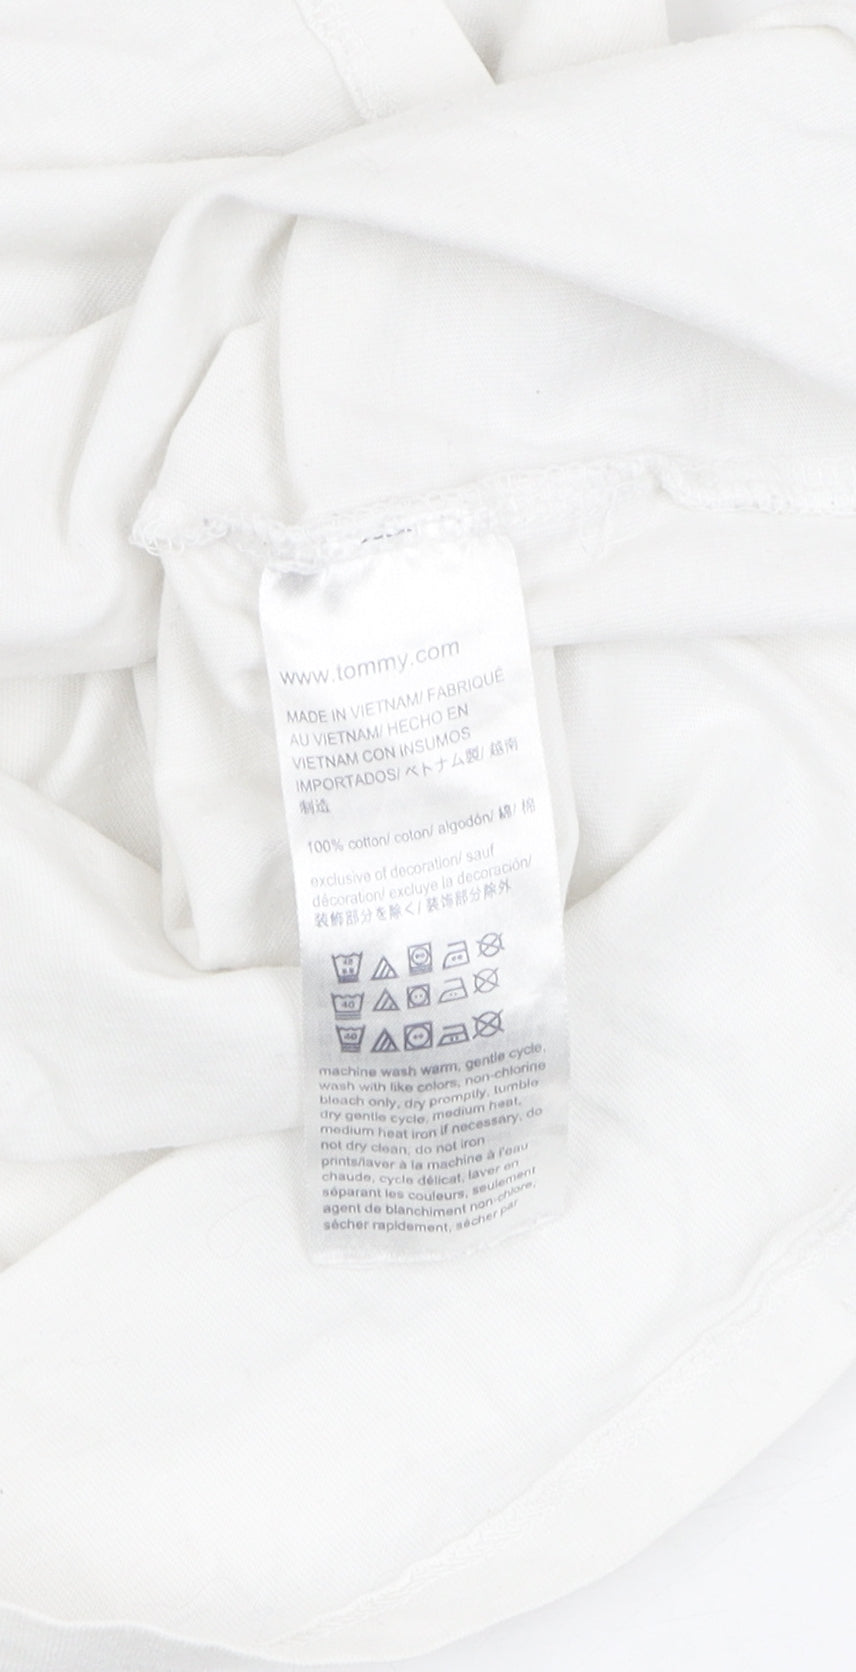 www.tommy.com
MADE IN VIETNAM/ FABRIQUÉ
AU VIETNAM/ HECHO EN
VIETNAM CON INSUMOS
IMPORTADOS/ ベトナム製/ 越南
制造
100% cotton/ coton/ algodón/ 綿/ 棉
exclusive of decoration/ sauf
décoration/ excluye la decoración/
装飾部分を除く/ 装饰部分除外
40
40
machine wash warm, gentle cycle,
wash with like colors, non-chlorine
bleach only, dry promptly, tumble
dry gentle cycle, medium heat,
medium heat iron if necessary, do
not dry clean, do not iron
prints/laver à la machine à l'eau
chaude, cycle délicat, laver en
séparant les couleurs, seulement
agent de blanchiment non-chlore,
sécher rapidement, sécher par